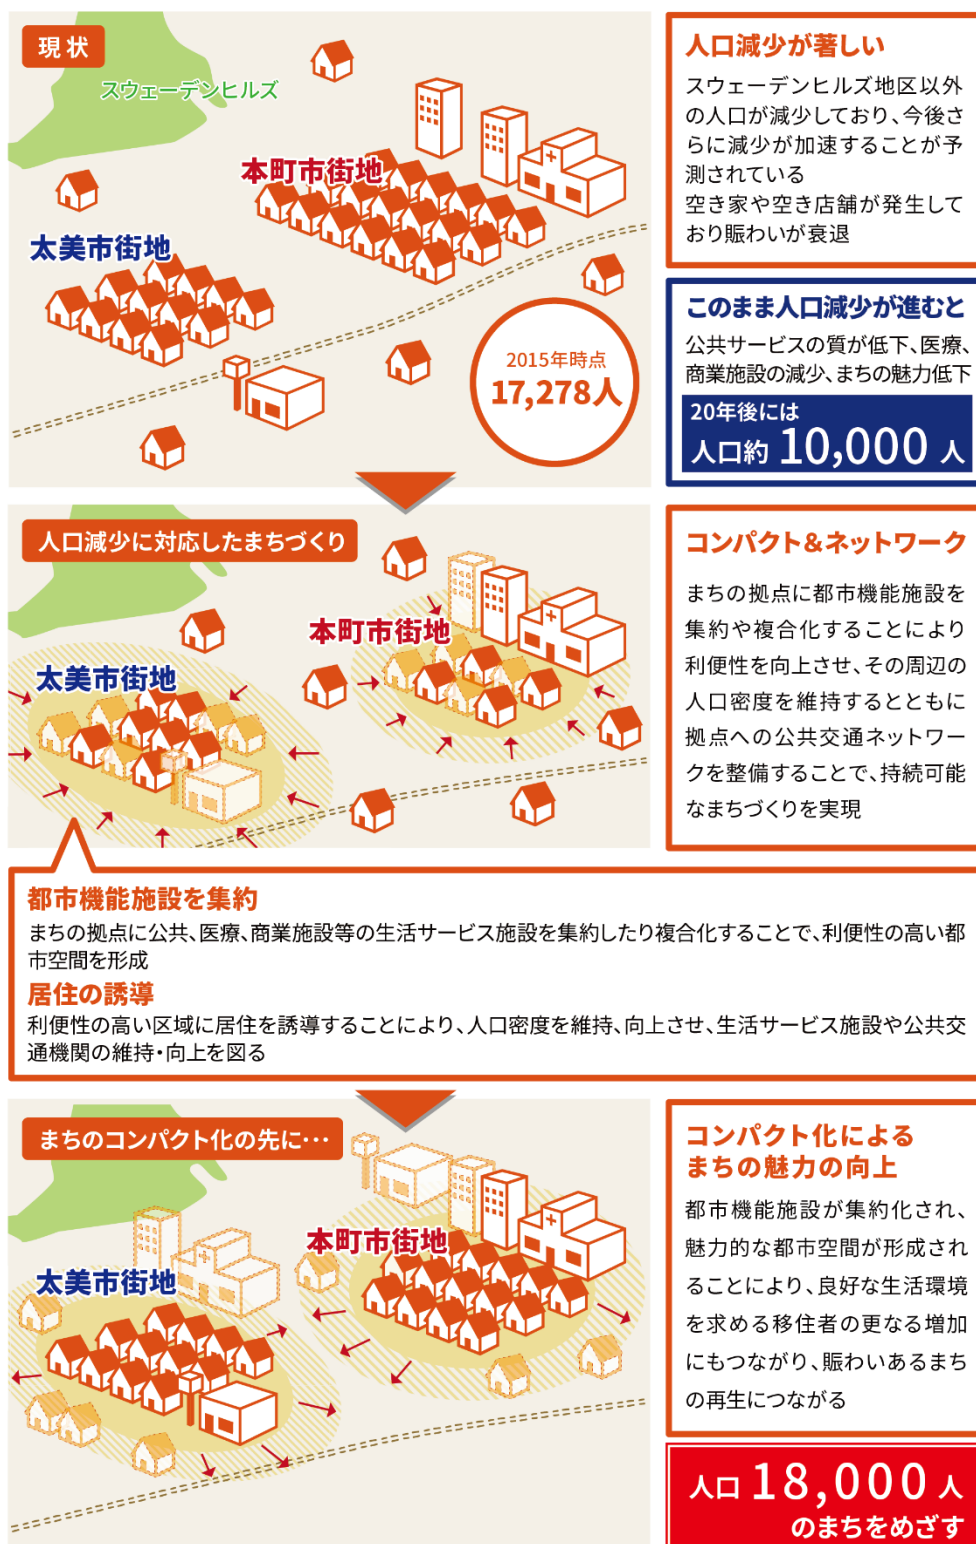 現状
スウェーデンヒルズ
本町市街地
太美市街地
2015年時点
17,278人
人口減少が著しい
スウェーデンヒルズ地区以外
の人口が減少しており、今後さ
らに減少が加速することが予
測されている
空き家や空き店舗が発生して
おり賑わいが衰退
このまま人口減少が進むと
公共サービスの質が低下、医療、
商業施設の減少、まちの魅力低下
20年後には
人口約 10,000 人
人口減少に対応したまちづくり
本町市街地
太美市街地
コンパクト&ネットワーク
まちの拠点に都市機能施設を
集約や複合化することにより
利便性を向上させ、その周辺の
人口密度を維持するとともに
拠点への公共交通ネットワー
クを整備することで、持続可能
なまちづくりを実現
都市機能施設を集約
まちの拠点に公共、医療、商業施設等の生活サービス施設を集約したり複合化することで、利便性の高い都
市空間を形成
居住の誘導
利便性の高い区域に居住を誘導することにより、人口密度を維持、向上させ、生活サービス施設や公共交
通機関の維持・向上を図る
まちのコンパクト化の先に…
本町市街地
太美市街地
コンパクト化による
まちの魅力の向上
都市機能施設が集約化され、
魅力的な都市空間が形成され
ることにより、良好な生活環境
を求める移住者の更なる増加
にもつながり、賑わいあるまち
の再生につながる
人口 18,000 人
のまちをめざす